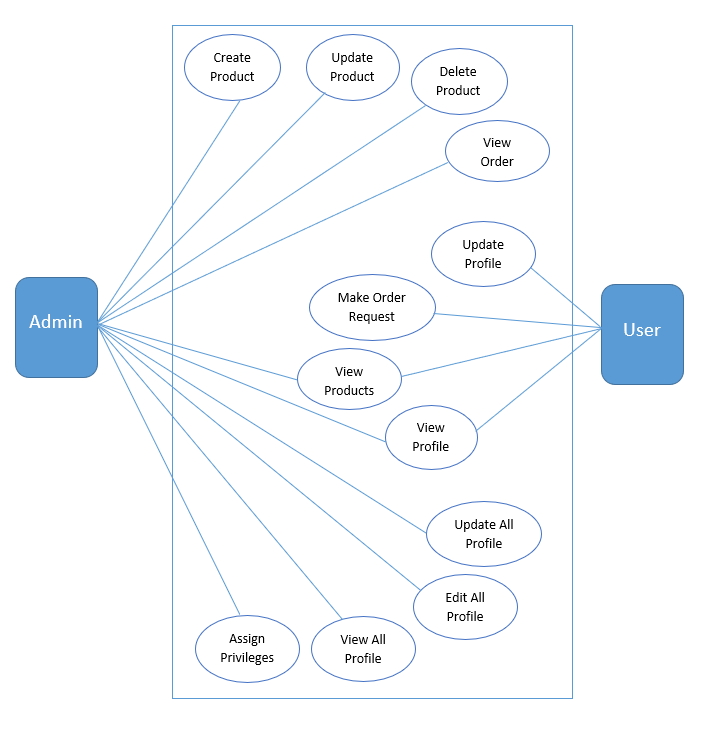 Create
Product
Update
Product
Delete
Product
View
Order
Update
Profile
Make Order
Request
Admin
User
View
Products
View
Profile
Update All
Profile
Edit All
Profile
Assign
Privileges
View All
Profile